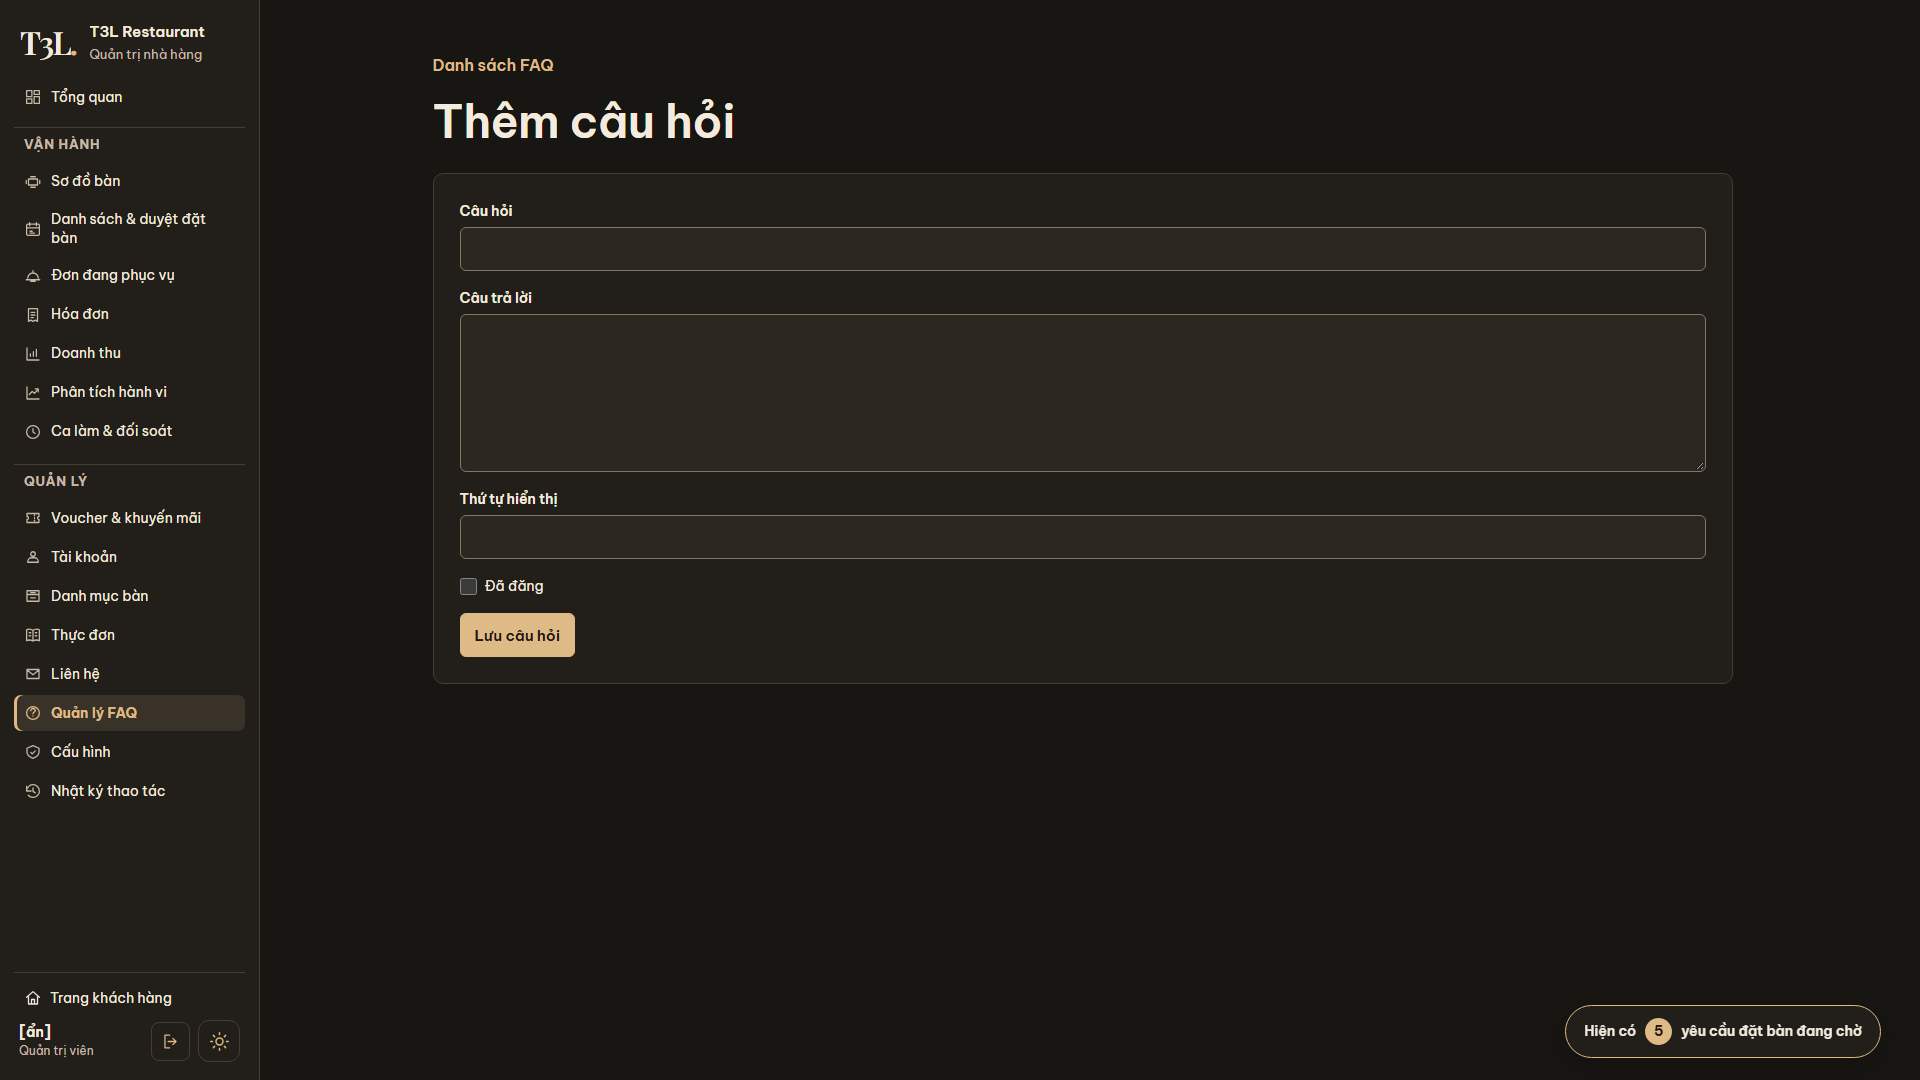 T3L.
T3L Restaurant
Quản trị nhà hàng
Tổng quan
VẬN HÀNH
Sơ đồ bàn
Danh sách & duyệt đặt
bàn
Đơn đang phục vụ
Hóa đơn
Doanh thu
Phân tích hành vi
Ca làm & đối soát
QUẢN LÝ
Voucher & khuyến mãi
Tài khoản
Danh mục bàn
Thực đơn
Liên hệ
Quản lý FAQ
Cấu hình
Nhật ký thao tác
Trang khách hàng
[ẩn]
Quản trị viên
Danh sách FAQ
Thêm câu hỏi
Câu hỏi
Câu trả lời
Thứ tự hiển thị
Đã đăng
Lưu câu hỏi
Hiện có 5 yêu cầu đặt bàn đang chờ